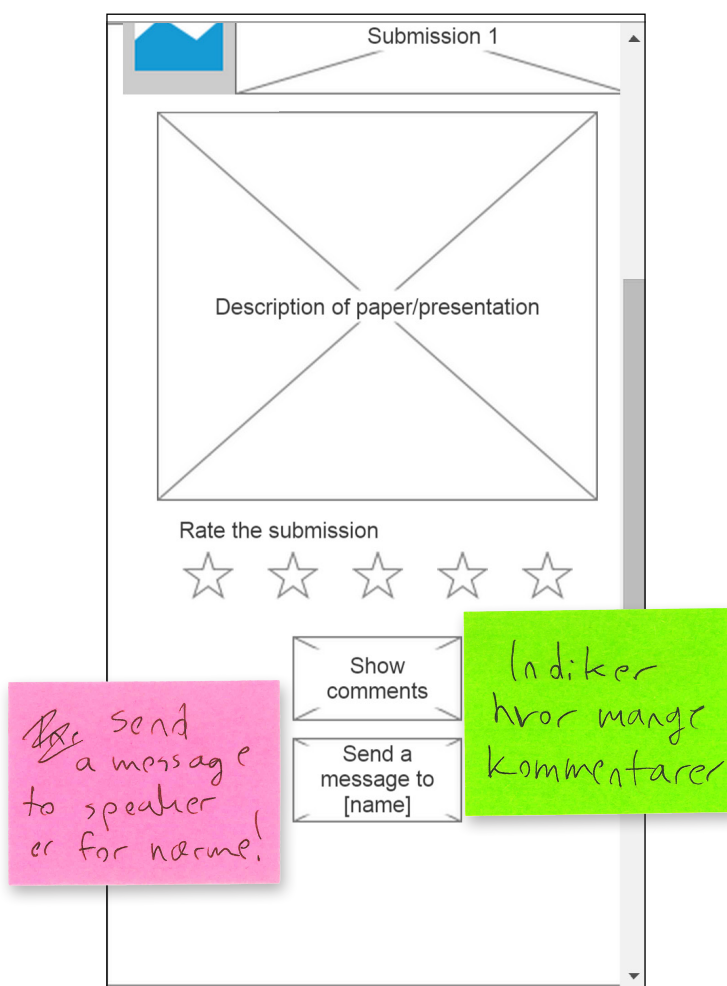 Submission 1
Description of paper/presentation
Rate the submission
Show
comments
Send a
message to
[name]
Send
a message
to speaker
er for nærme!
Indiker
hvor mange
kommentarer